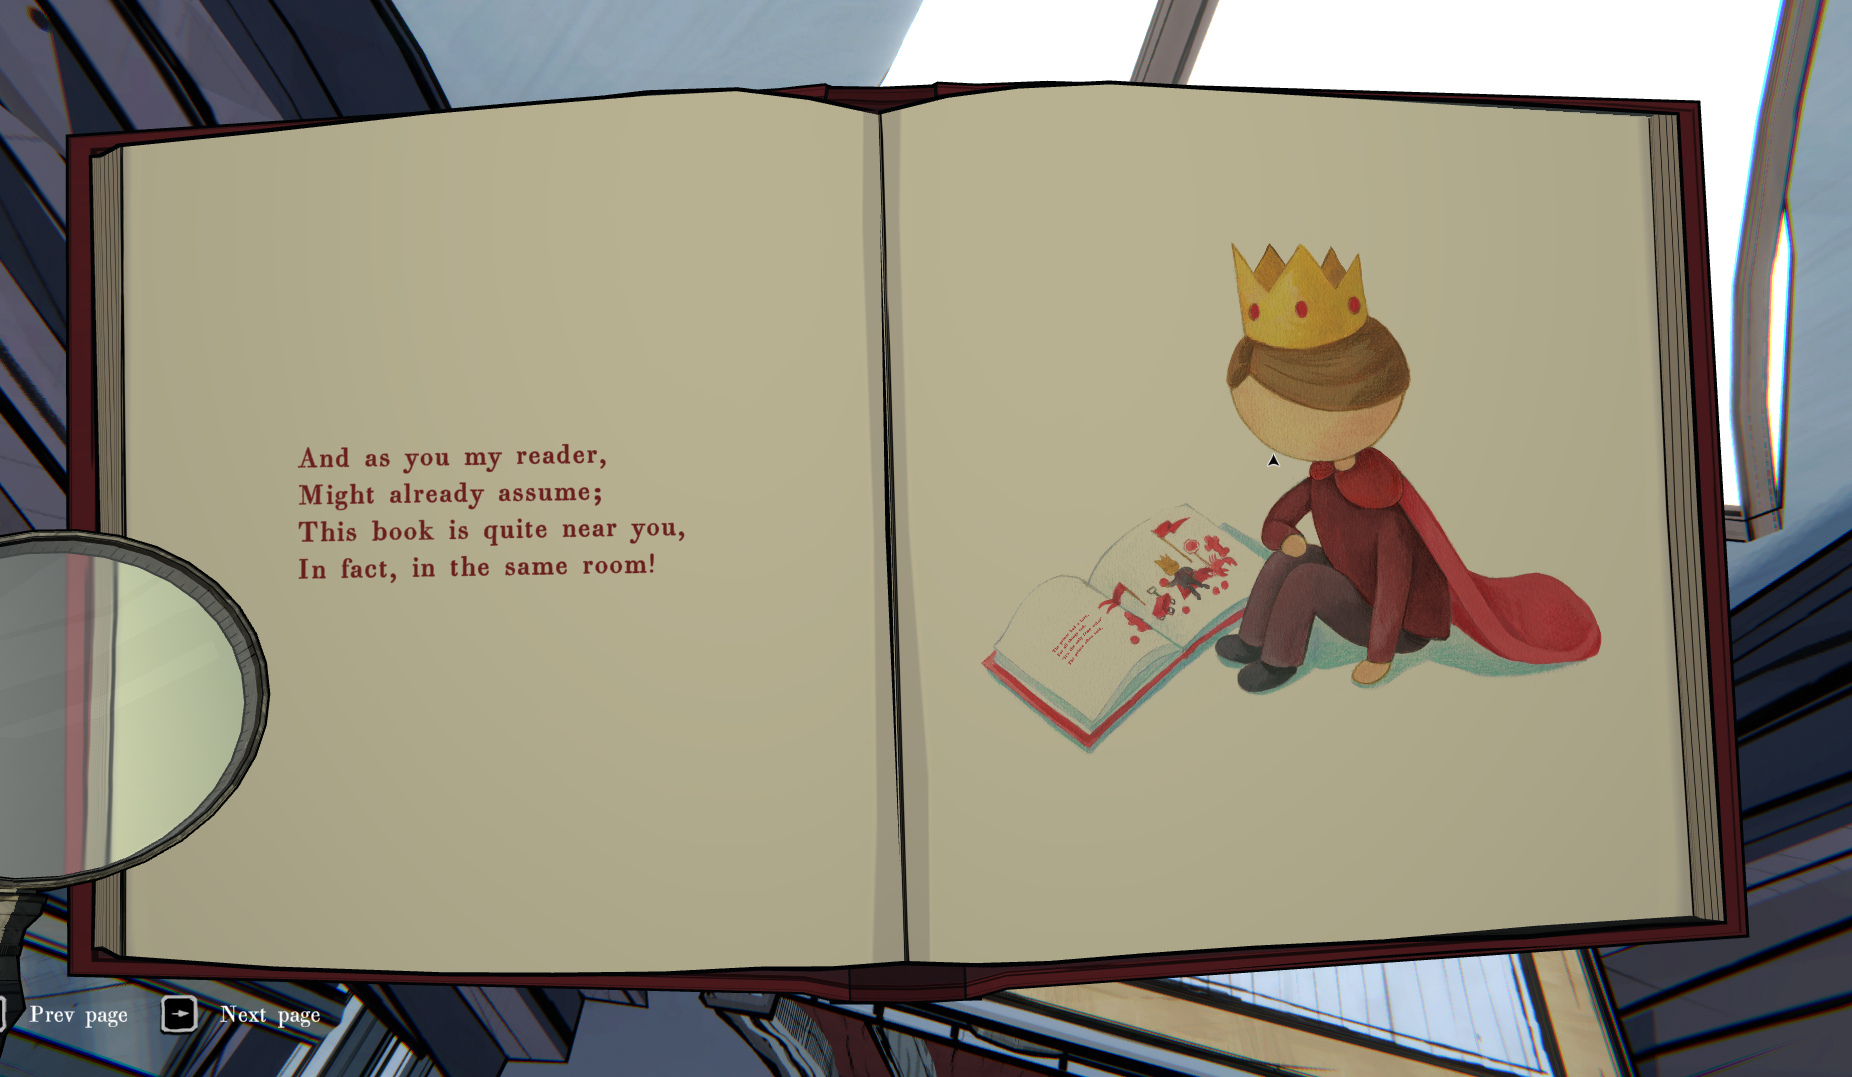 And as you my reader,
Might already assume;
This book is quite near you,
In fact, in the same room!
Prev page
Next page